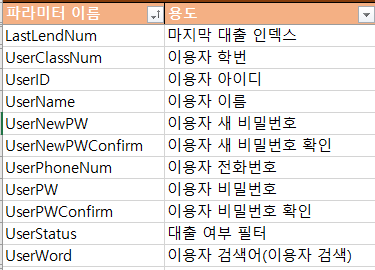 파라미터 이름 용도
LastLendNum 마지막 대출 인덱스
UserClassNum 이용자 학번
UserID 이용자 아이디
UserName 이용자 이름
UserNewPW 이용자 새 비밀번호
UserNewPWConfirm 이용자 새 비밀번호 확인
UserPhoneNum 이용자 전화번호
UserPW 이용자 비밀번호
UserPWConfirm 이용자 비밀번호 확인
UserStatus 대출 여부 필터
UserWord 이용자 검색어(이용자 검색)